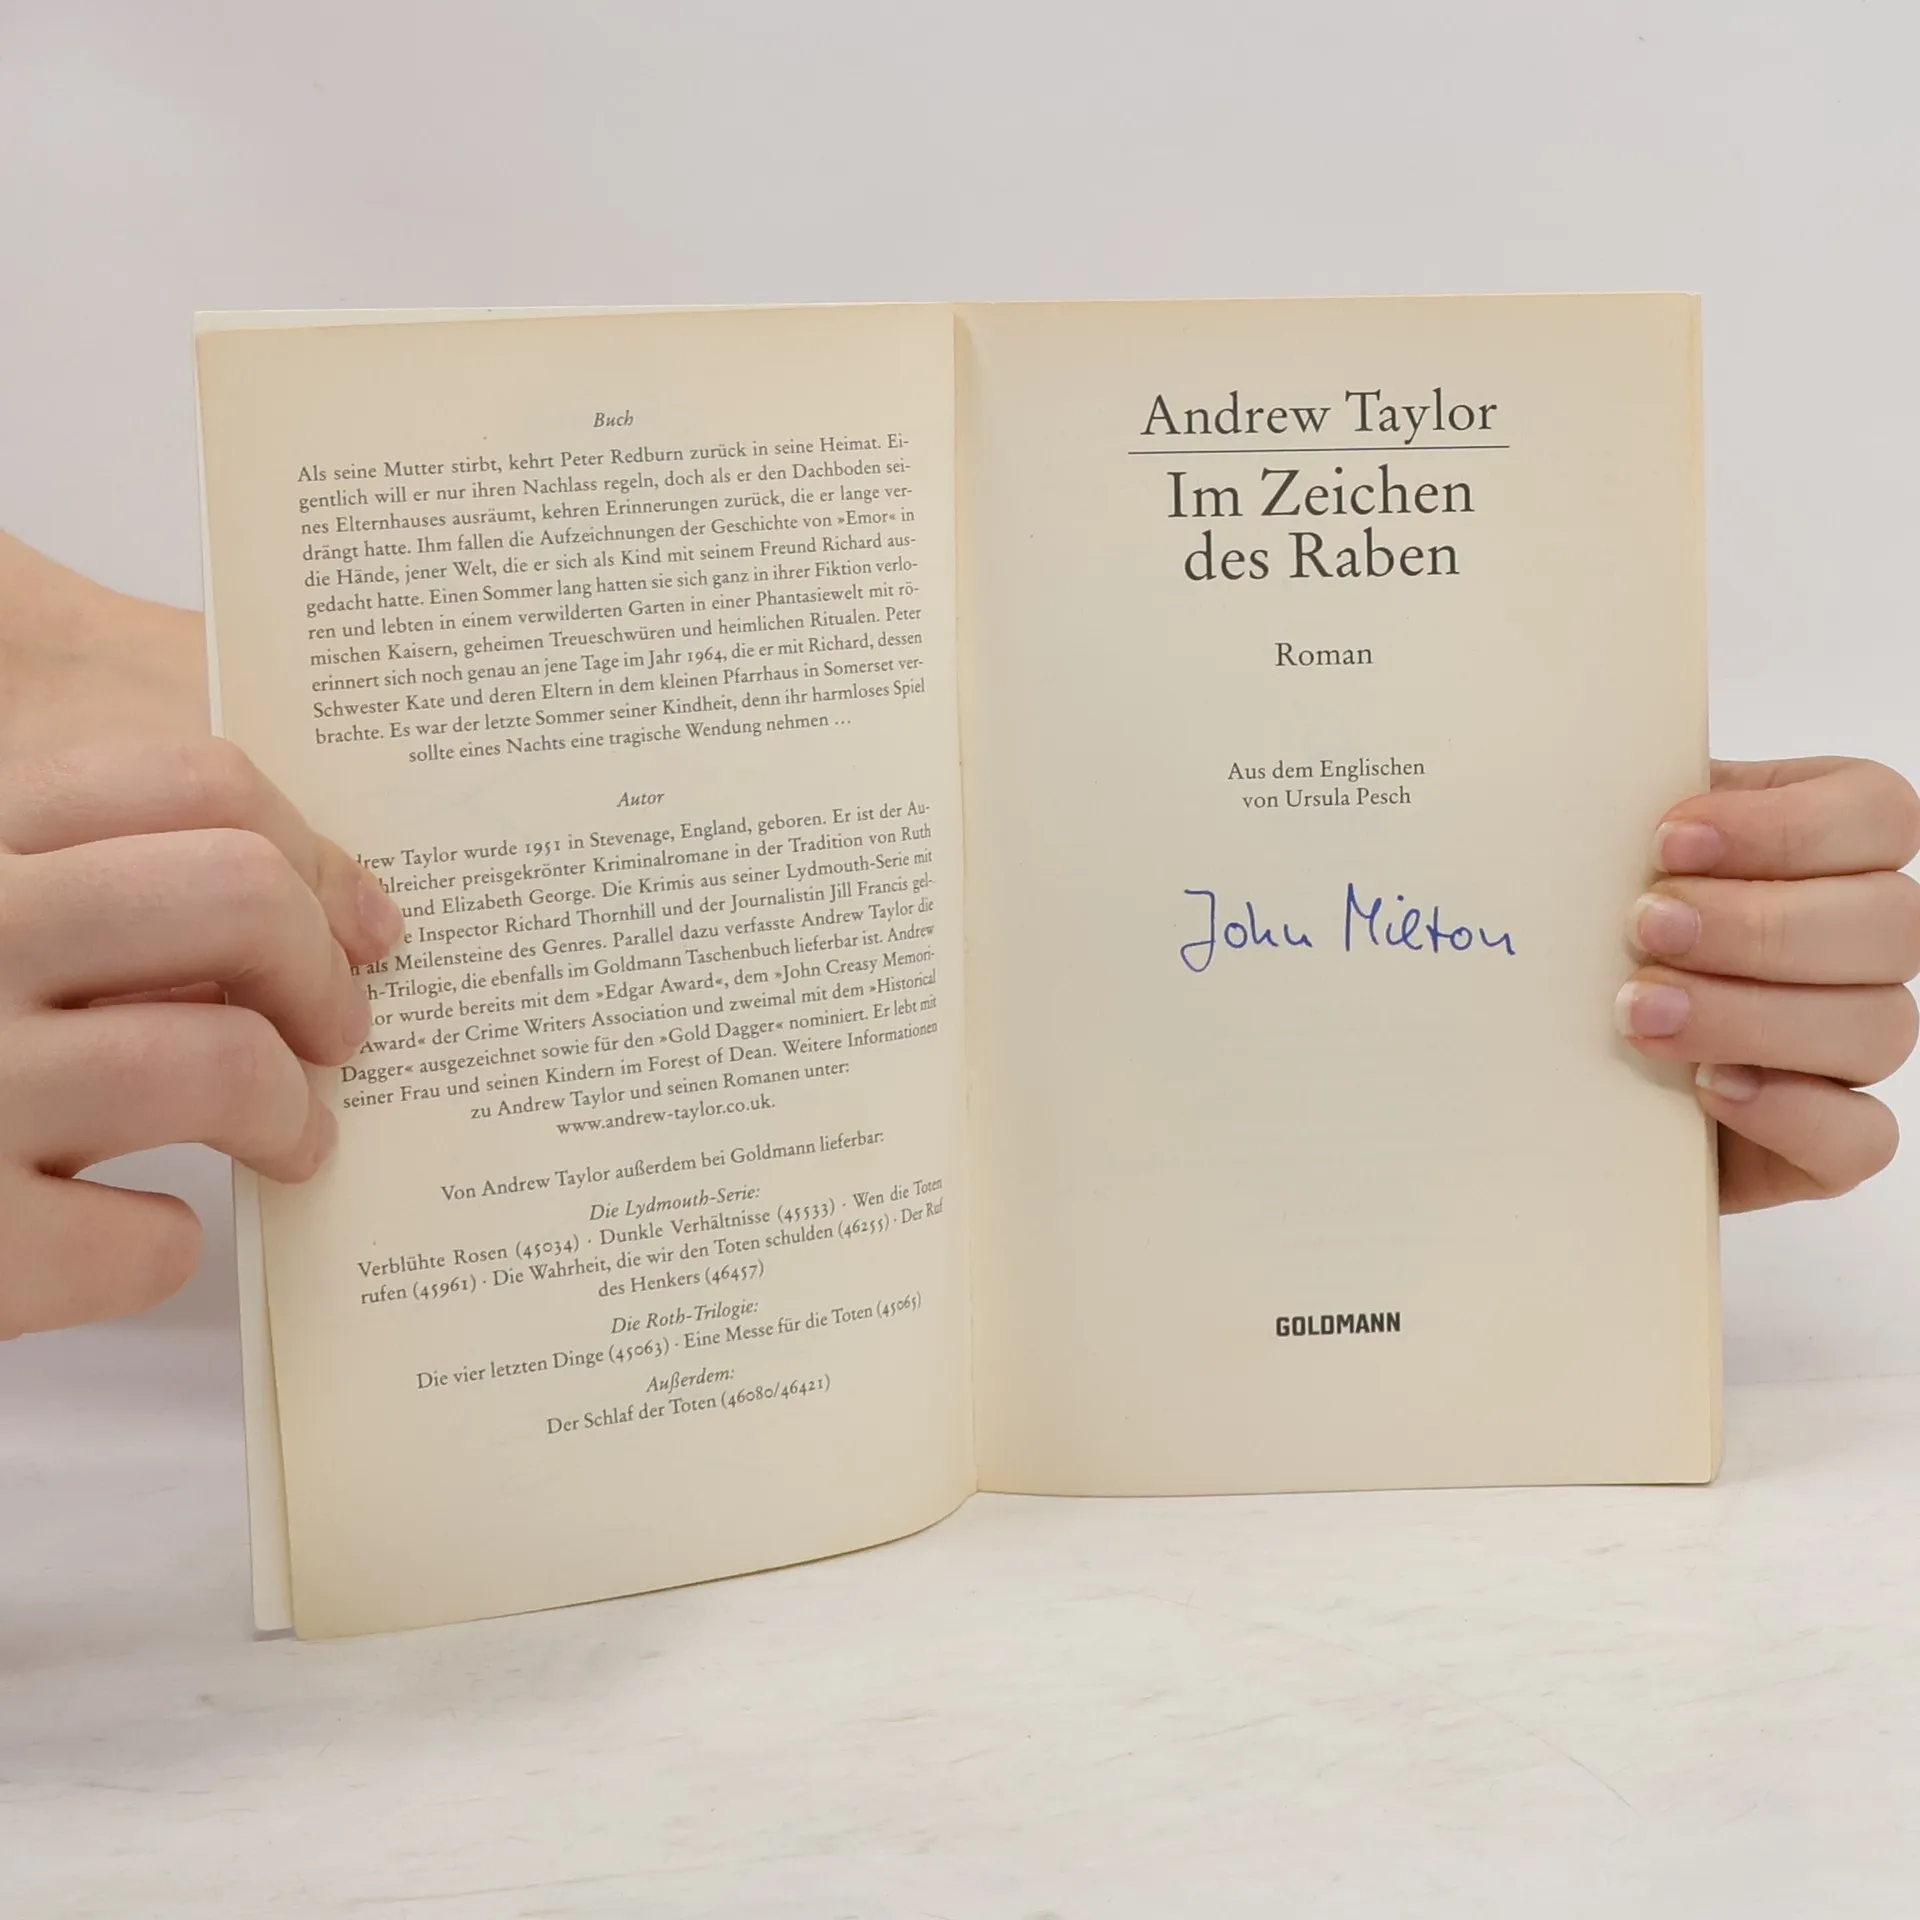 Buch
Als seine Mutter stirbt, kehrt Peter Redburn zurück in seine Heimat. Ei-
gentlich will er nur ihren Nachlass regeln, doch als er den Dachboden sei-
nes Elternhauses ausräumt, kehren Erinnerungen zurück, die er lange ver-
drängt hatte. Ihm fallen die Aufzeichnungen der Geschichte von »Emor« in
die Hände, jener Welt, die er sich als Kind mit seinem Freund Richard aus-
gedacht hatte. Einen Sommer lang hatten sie sich ganz in ihrer Fiktion verlo-
ren und lebten in einem verwilderten Garten in einer Phantasiewelt mit rö-
mischen Kaisern, geheimen Treueschwüren und heimlichen Ritualen. Peter
erinnert sich noch genau an jene Tage im Jahr 1964, die er mit Richard, dessen
Schwester Kate und deren Eltern in dem kleinen Pfarrhaus in Somerset ver-
brachte. Es war der letzte Sommer seiner Kindheit, denn ihr harmloses Spiel
sollte eines Nachts eine tragische Wendung nehmen ...
Autor
drew Taylor wurde 1951 in Stevenage, England, geboren. Er ist der Au-
hlreicher preisgekrönter Kriminalromane in der Tradition von Ruth
und Elizabeth George. Die Krimis aus seiner Lydmouth-Serie mit
e Inspector Richard Thornhill und der Journalistin Jill Francis gel-
n als Meilensteine des Genres. Parallel dazu verfasste Andrew Taylor die
h-Trilogie, die ebenfalls im Goldmann Taschenbuch lieferbar ist. Andrew
or wurde bereits mit dem »Edgar Award«, dem »John Creasy Memori-
Award« der Crime Writers Association und zweimal mit dem »Historical
Dagger« ausgezeichnet sowie für den »Gold Dagger« nominiert. Er lebt mit
seiner Frau und seinen Kindern im Forest of Dean. Weitere Informationen
zu Andrew Taylor und seinen Romanen unter:
www.andrew-taylor.co.uk.
Von Andrew Taylor außerdem bei Goldmann lieferbar:
Die Lydmouth-Serie:
Verblühte Rosen (45034) · Dunkle Verhältnisse (45533) · Wen die Toten
rufen (45961) · Die Wahrheit, die wir den Toten schulden (46255) · Der Ruf
des Henkers (46457)
Die Roth-Trilogie:
Die vier letzten Dinge (45063) · Eine Messe für die Toten (45065)
Außerdem:
Der Schlaf der Toten (46080/46421)
Andrew Taylor
Im Zeichen
des Raben
Roman
Aus dem Englischen
von Ursula Pesch
John Milton
GOLDMANN